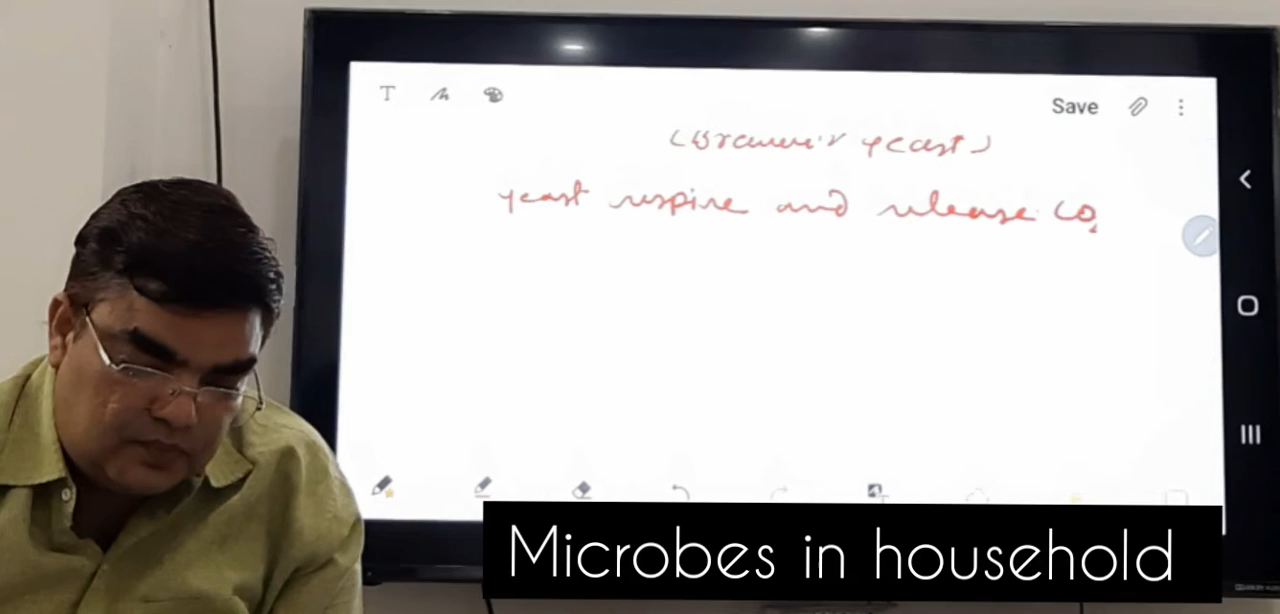 T
Save
(Brewer's yeast)
yeast respire and release CO₂
Microbes in household